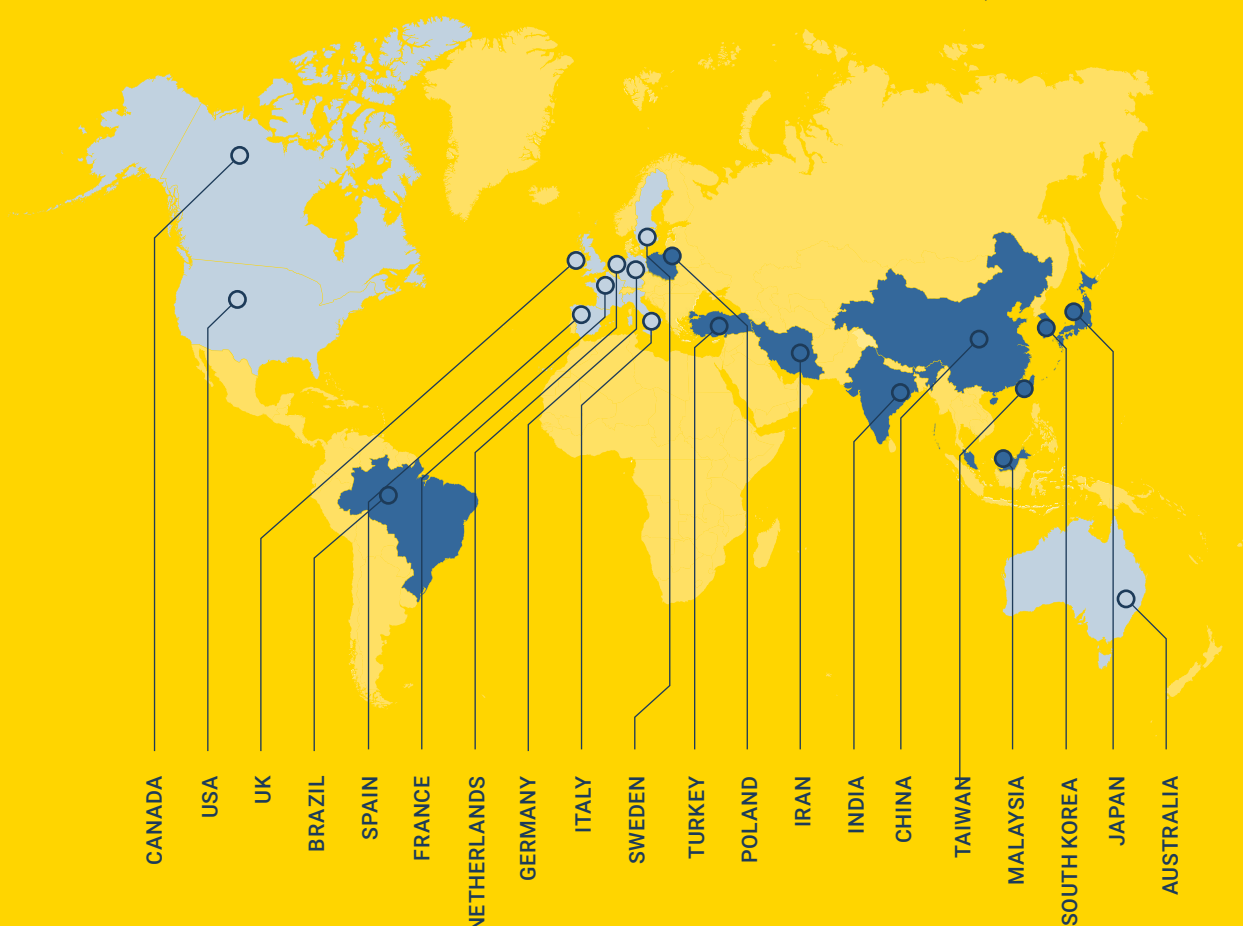 CANADA
USA
UK
BRAZIL
SPAIN
FRANCE
NETHERLANDS
GERMANY
ITALY
SWEDEN
TURKEY
POLAND
IRAN
INDIA
CHINA
TAIWAN
MALAYSIA
SOUTH KOREA
JAPAN
AUSTRALIA